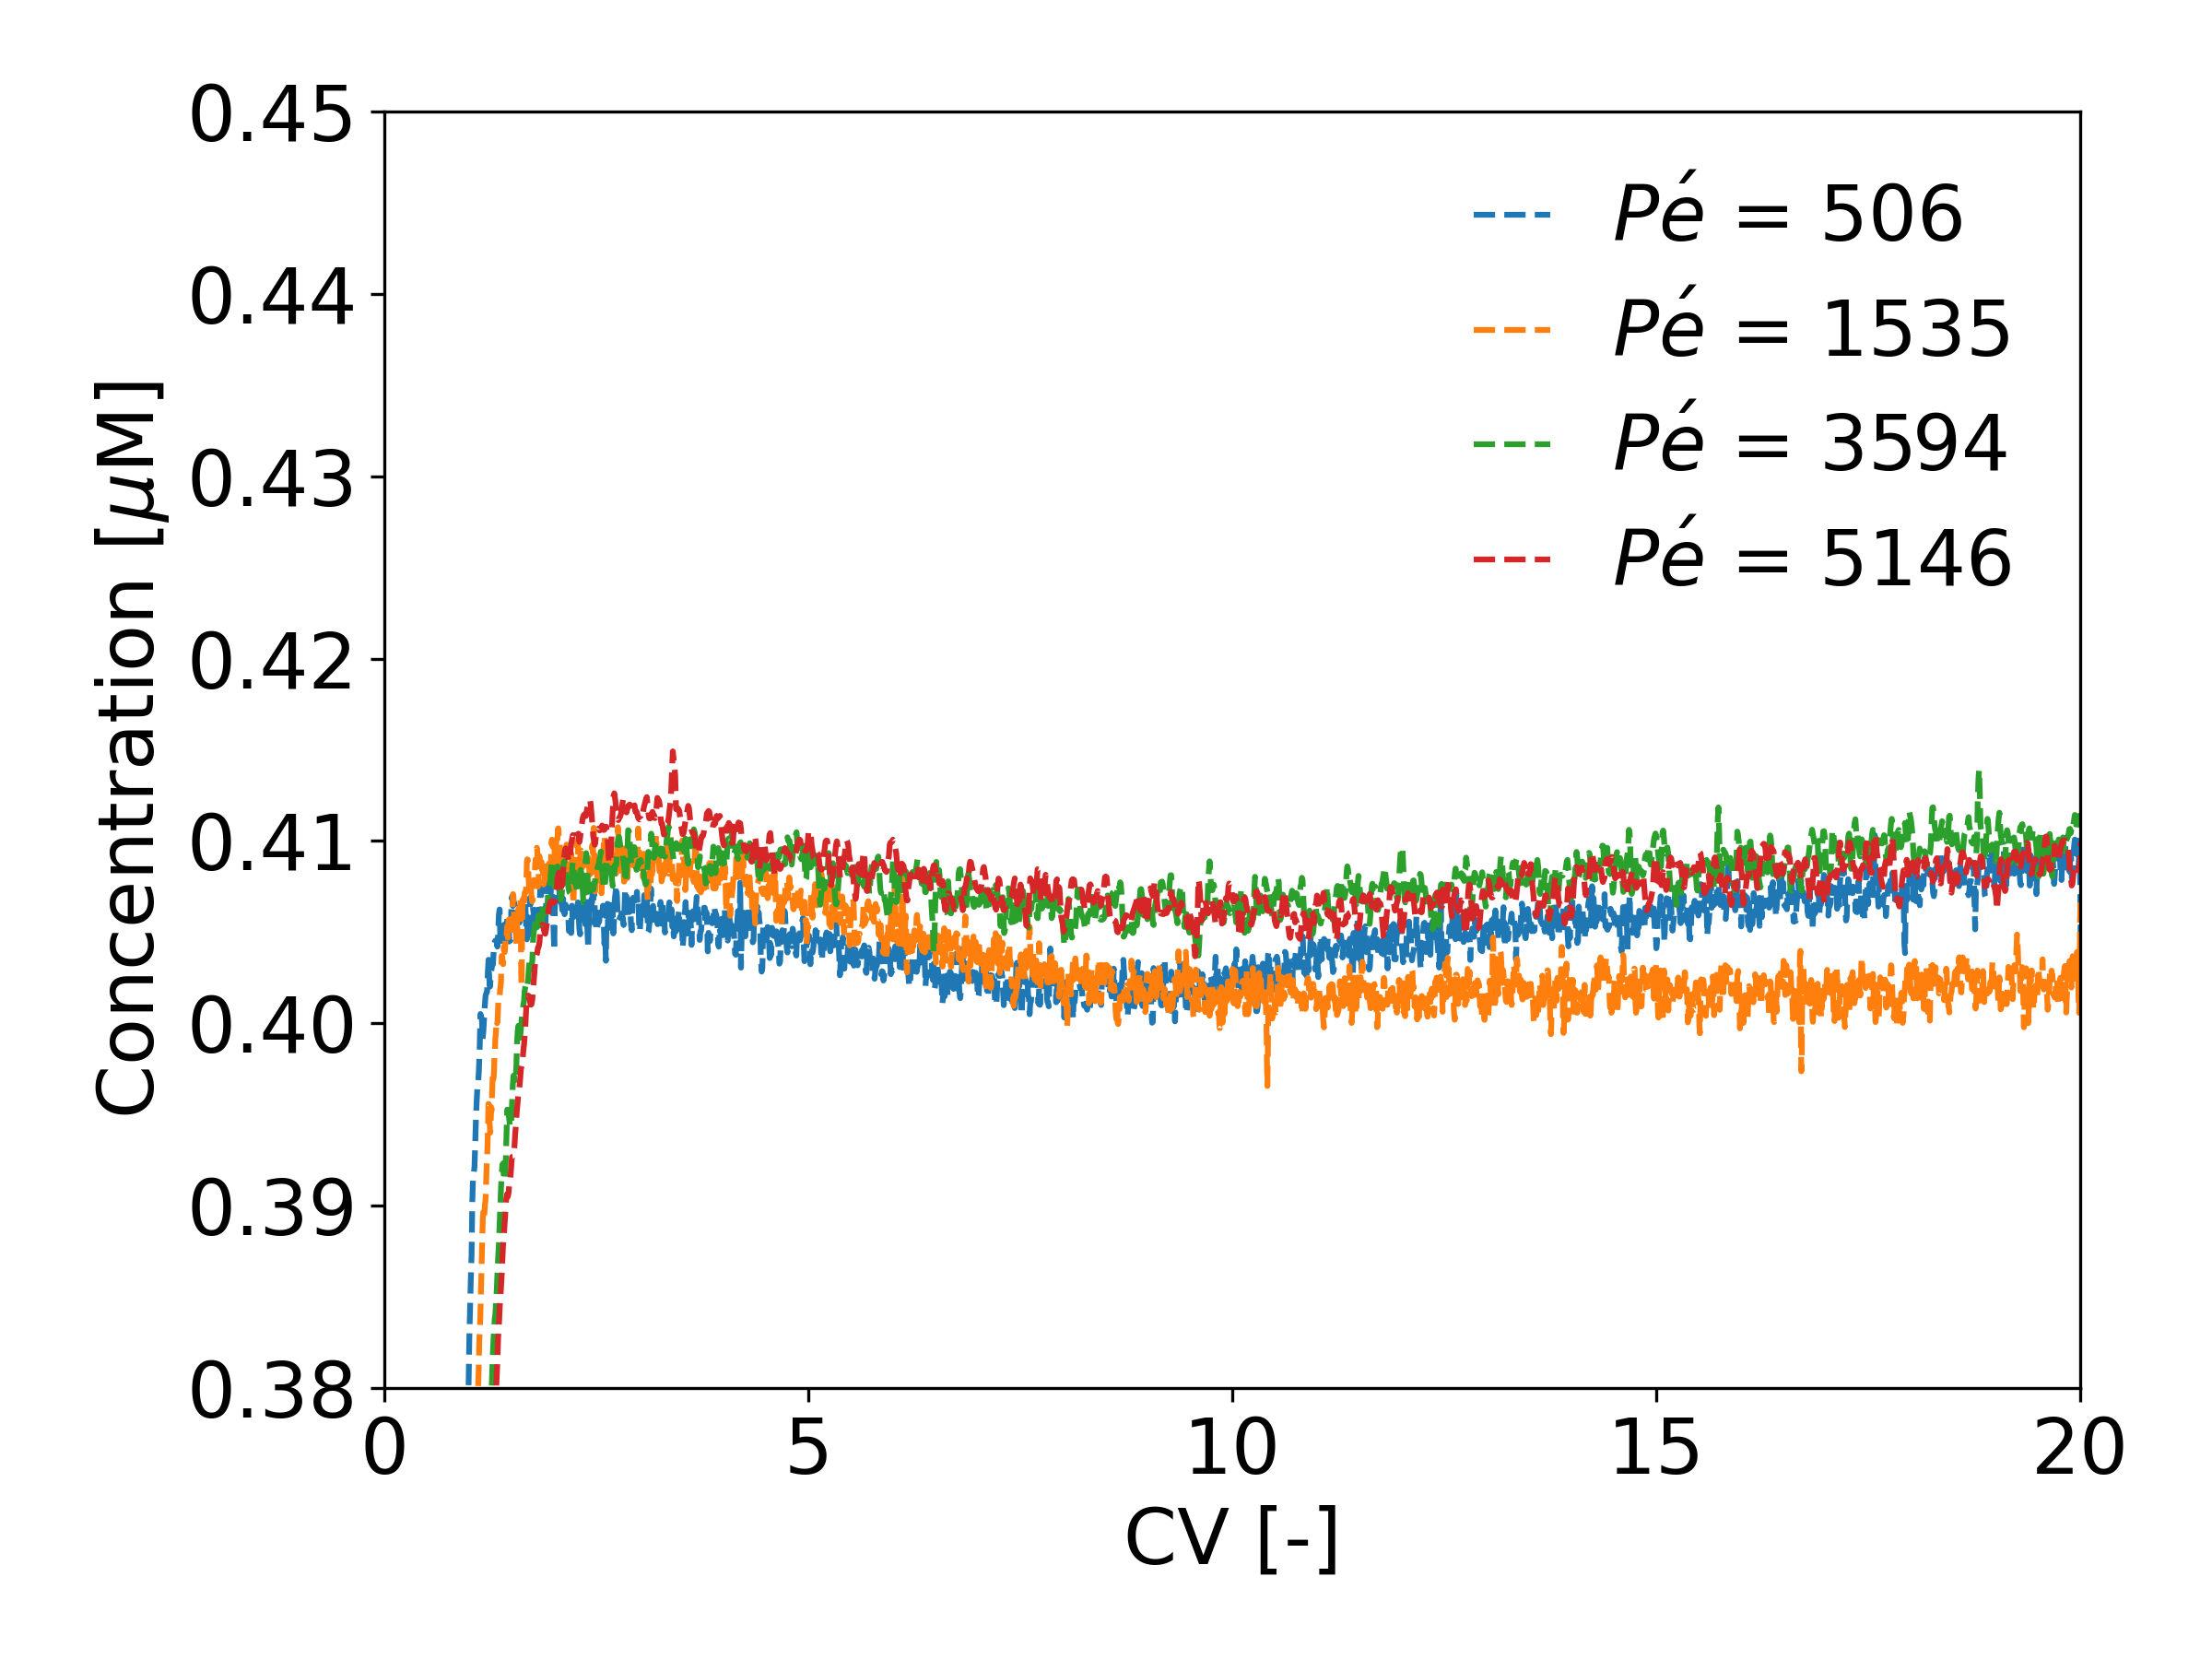 0.45
0.44
0.43
0.42
0.41
0.40
0.39
0.38
Concentration [μM]
0
5
10
15
20
CV [-]
Pé = 506
Pé = 1535
Pé = 3594
Pé = 5146